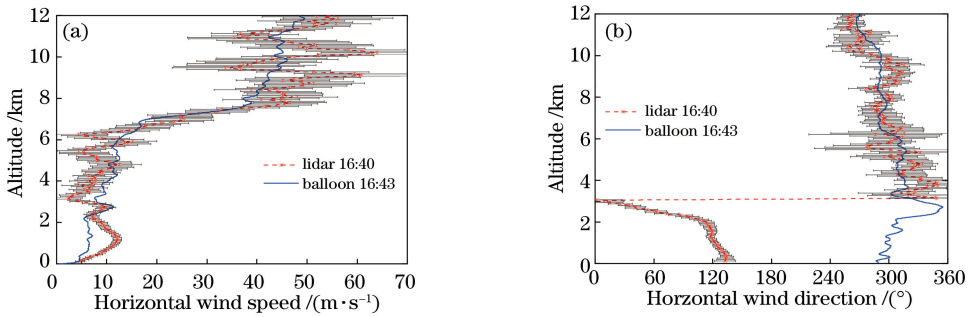 (a)
12
10
8
6
4
2
0
Altitude /km
lidar 16:40
balloon 16:43
0 10 20 30 40 50 60 70
Horizontal wind speed /(m·s⁻¹)
(b)
12
10
8
6
4
2
0
Altitude /km
lidar 16:40
balloon 16:43
0 60 120 180 240 300 360
Horzontal wind direction /(°)